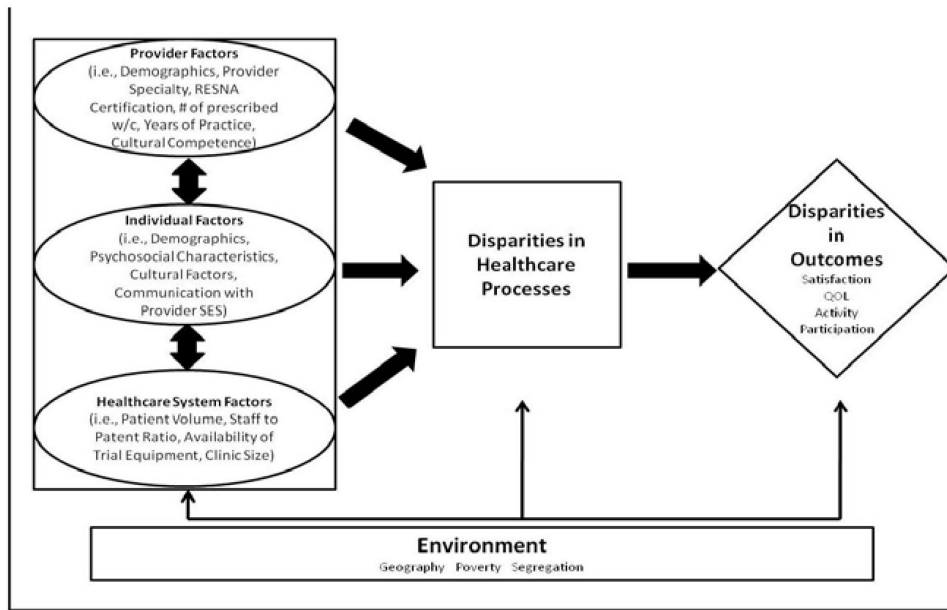 Provider Factors
(i.e., Demographics, Provider
Specialty, RESNA
Certification, # of prescribed
w/c, Years of Practice,
Cultural Competence)
Individual Factors
(i.e., Demographics,
Psychosocial Characteristics,
Cultural Factors,
Communication with
Provider SES)
Healthcare System Factors
(i.e., Patient Volume, Staff to
Patent Ratio, Availability of
Trial Equipment, Clinic Size)
Disparities in
Healthcare
Processes
Disparities
in
Outcomes
Satisfaction
QOL
Activity
Participation
Environment
Geography Poverty Segregation